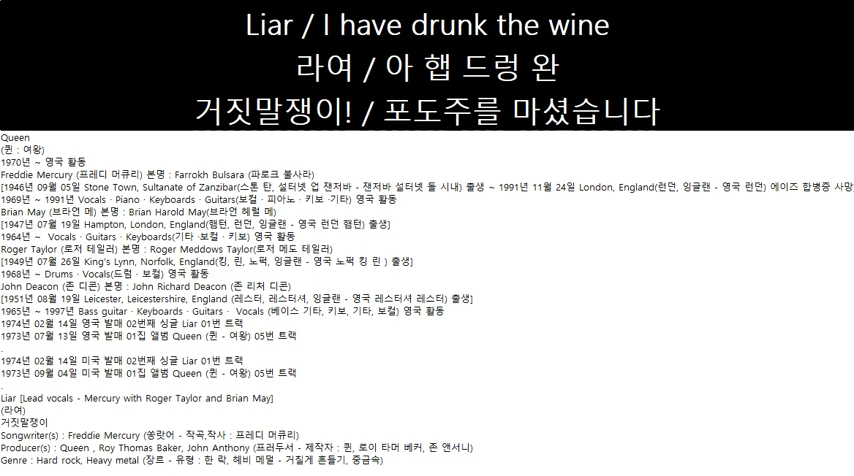 Liar / I have drunk the wine
라여 / 아 햅 드렁 완
거짓말쟁이! / 포도주를 마셨습니다
Queen
(퀸 : 여왕)
1970년 ~ 영국 활동
Freddie Mercury (프레디 머큐리) 본명 : Farrokh Bulsara (파로크 불사라)
[1946년 09월 05일 Stone Town, Sultanate of Zanzibar(스톤 탄, 설터넷 업 잰저바 - 잰저바 설터넷 돌 시내) 출생 ~ 1991년 11월 24일 London, England(런던, 잉글랜 - 영국 런던) 에이즈 합병증 사망
1969년 ~ 1991년 Vocals · Piano · Keyboards · Guitars(보컬 · 피아노 · 키보 ·기타) 영국 활동
Brian May (브라언 메) 본명 : Brian Harold May(브라언 헤럴 메)
[1947년 07월 19일 Hampton, London, England(햄턴, 런던, 잉글랜 - 영국 런던 햄턴) 출생]
1964년 ~  Vocals · Guitars · Keyboards(기타 ·보컬 · 키보) 영국 활동
Roger Taylor (로저 테일러) 본명 : Roger Meddows Taylor(로저 메도 테일러)
[1949년 07월 26일 King's Lynn, Norfolk, England(킹, 린, 노퍽, 잉글랜 - 영국 노퍽 킹 린 ) 출생]
1968년 ~ Drums · Vocals(드럼 · 보컬) 영국 활동
John Deacon (존 디콘) 본명 : John Richard Deacon (존 리처 디콘)
[1951년 08월 19일 Leicester, Leicestershire, England (레스터, 레스터셔, 잉글랜 - 영국 레스터셔 레스터) 출생]
1965년 ~ 1997년 Bass guitar · Keyboards · Guitars ·  Vocals (베이스 기타, 키보, 기타, 보컬) 영국 활동
1974년 02월 14일 영국 발매 02번째 싱글 Liar 01번 트랙
1973년 07월 13일 영국 발매 01집 앨범 Queen (퀸 - 여왕) 05번 트랙
.
1974년 02월 14일 미국 발매 02번째 싱글 Liar 01번 트랙
1973년 09월 04일 미국 발매 01집 앨범 Queen (퀸 - 여왕) 05번 트랙
.
Liar [Lead vocals - Mercury with Roger Taylor and Brian May]
(라여)
거짓말쟁이
Songwriter(s) : Freddie Mercury (쏭랏어 - 작곡,작사 : 프레디 머큐리)
Producer(s) : Queen , Roy Thomas Baker, John Anthony (프러두서 - 제작자 : 퀸, 로이 타머 베커, 존 앤서니)
Genre : Hard rock, Heavy metal (장르 - 유형 : 한 락, 헤비 메덜 - 거칠게 흔들기, 중금속)